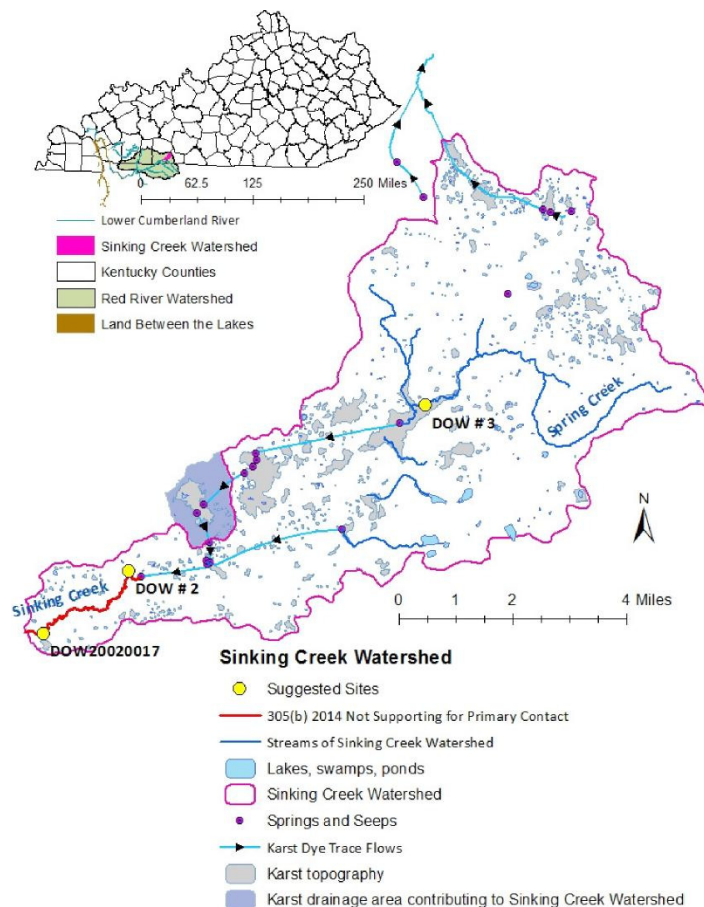 0 62.5 125 250 Miles
Lower Cumberland River
Sinking Creek Watershed
Kentucky Counties
Red River Watershed
Land Between the Lakes
DOW # 3
Spring Creek
N
Sinking Creek
DOW # 2
DOW20020017
0 1 2 4 Miles
Sinking Creek Watershed
Suggested Sites
305(b) 2014 Not Supporting for Primary Contact
Streams of Sinking Creek Watershed
Lakes, swamps, ponds
Sinking Creek Watershed
Springs and Seeps
Karst Dye Trace Flows
Karst topography
Karst drainage area contributing to Sinking Creek Watershed